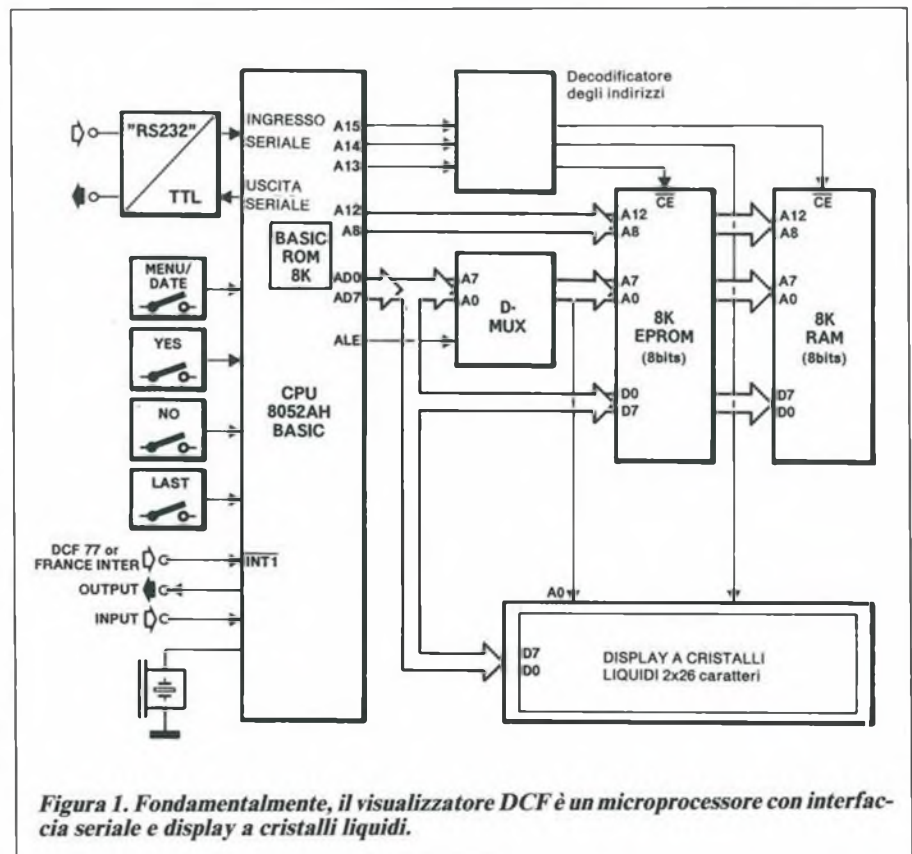 Decodificatore
degli indirizzi
"RS232"
TTL
INGRESSO
SERIALE
USCITA
SERIALE
A15
A14
A13
A12
A8
BASIC
ROM
8K
AD0
AD7
ALE
CPU
8052AH
BASIC
INT1
MENU/
DATE
YES
NO
LAST
DCF 77 or
FRANCE INTER
OUTPUT
INPUT
A7
A0
D-
MUX
CE
A12
A8
A7
A0
8K
EPROM
(8bits)
D0
D7
CE
A12
A8
A7
A0
8K
RAM
(8bits)
D7
D0
A0
D7
D0
DISPLAY A CRISTALLI
LIQUIDI 2x26 caratteri
Figura 1. Fondamentalmente, il visualizzatore DCF è un microprocessore con interfac-
cia seriale e display a cristalli liquidi.